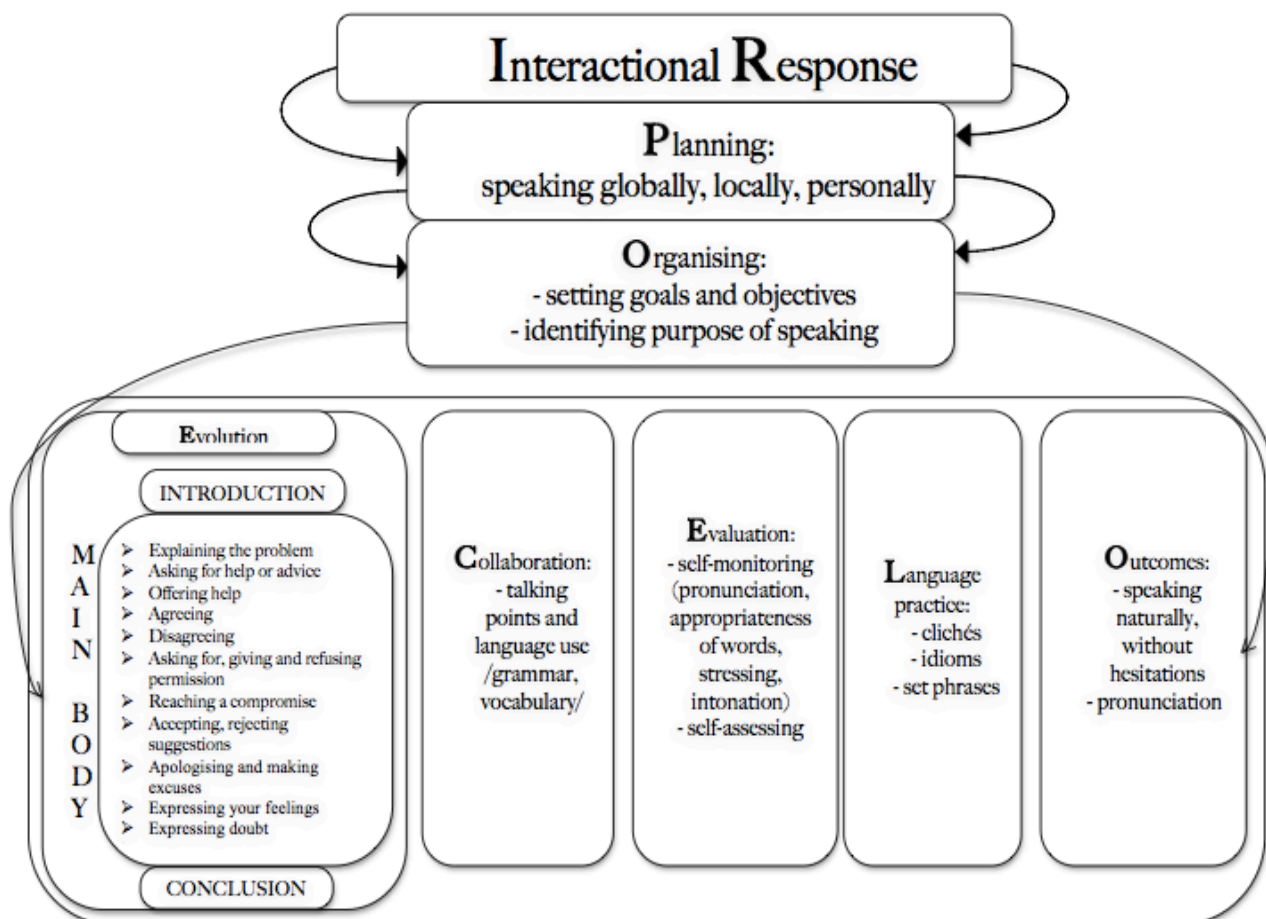 Interactional Response
Planning:
speaking globally, locally, personally
Organising:
- setting goals and objectives
- identifying purpose of speaking
Evolution
INTRODUCTION
MAIN BODY
➤ Explaining the problem
➤ Asking for help or advice
➤ Offering help
➤ Agreeing
➤ Disagreeing
➤ Asking for, giving and refusing
permission
➤ Reaching a compromise
➤ Accepting, rejecting
suggestions
➤ Apologising and making
excuses
➤ Expressing your feelings
➤ Expressing doubt
CONCLUSION
Collaboration:
- talking
points and
language use
/grammar,
vocabulary/
Evaluation:
- self-monitoring
(pronunciation,
appropriateness
of words,
stressing,
intonation)
- self-assessing
Language
practice:
- clichés
- idioms
- set phrases
Outcomes:
- speaking
naturally,
without
hesitations
- pronunciation